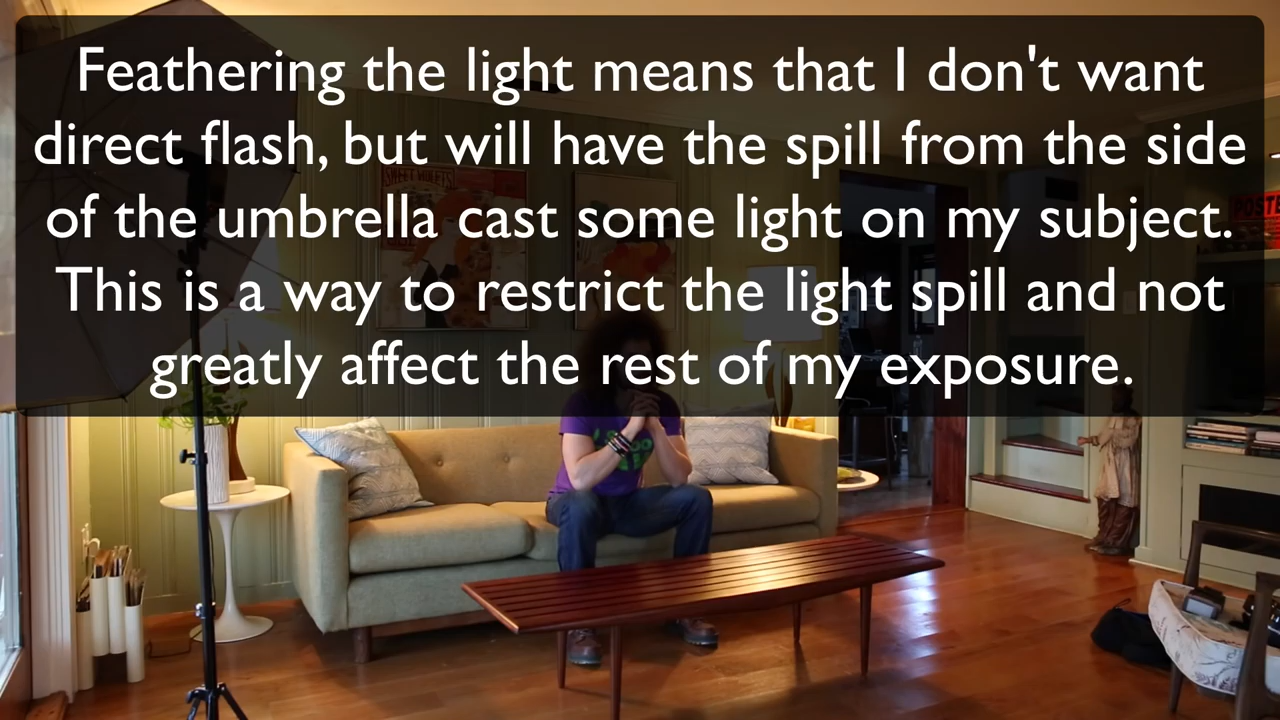 Feathering the light means that I don't want
direct flash, but will have the spill from the side
of the umbrella cast some light on my subject.
This is a way to restrict the light spill and not
greatly affect the rest of my exposure.
SWEET VIOLETS